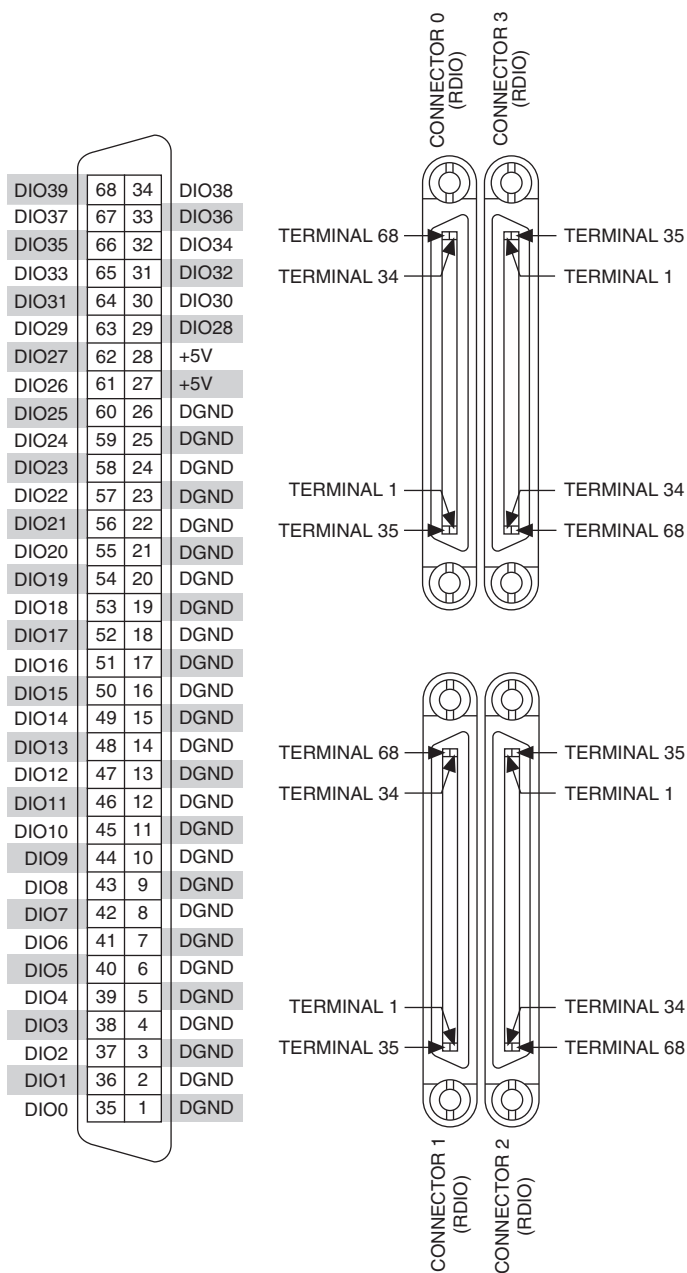 DIO39 68 34 DIO38
DIO37 67 33 DIO36
DIO35 66 32 DIO34
DIO33 65 31 DIO32
DIO31 64 30 DIO30
DIO29 63 29 DIO28
DIO27 62 28 +5V
DIO26 61 27 +5V
DIO25 60 26 DGND
DIO24 59 25 DGND
DIO23 58 24 DGND
DIO22 57 23 DGND
DIO21 56 22 DGND
DIO20 55 21 DGND
DIO19 54 20 DGND
DIO18 53 19 DGND
DIO17 52 18 DGND
DIO16 51 17 DGND
DIO15 50 16 DGND
DIO14 49 15 DGND
DIO13 48 14 DGND
DIO12 47 13 DGND
DIO11 46 12 DGND
DIO10 45 11 DGND
DIO9 44 10 DGND
DIO8 43 9 DGND
DIO7 42 8 DGND
DIO6 41 7 DGND
DIO5 40 6 DGND
DIO4 39 5 DGND
DIO3 38 4 DGND
DIO2 37 3 DGND
DIO1 36 2 DGND
DIO0 35 1 DGND
CONNECTOR 0
(RDIO)
CONNECTOR 3
(RDIO)
TERMINAL 68
TERMINAL 35
TERMINAL 34
TERMINAL 1
TERMINAL 1
TERMINAL 34
TERMINAL 35
TERMINAL 68
TERMINAL 68
TERMINAL 35
TERMINAL 34
TERMINAL 1
TERMINAL 1
TERMINAL 34
TERMINAL 35
TERMINAL 68
CONNECTOR 1
(RDIO)
CONNECTOR 2
(RDIO)